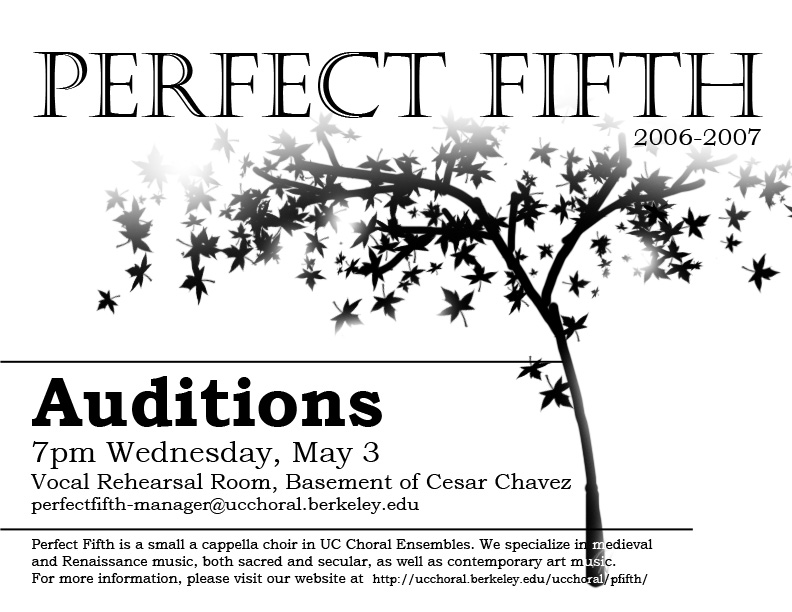 PERFECT FIFTH
2006-2007
Auditions
7pm Wednesday, May 3
Vocal Rehearsal Room, Basement of Cesar Chavez
perfectfifth-manager@ucchoral.berkeley.edu
Perfect Fifth is a small a cappella choir in UC Choral Ensembles. We specialize in medieval
and Renaissance music, both sacred and secular, as well as contemporary art music.
For more information, please visit our website at http://ucchoral.berkeley.edu/ucchoral/pfifth/